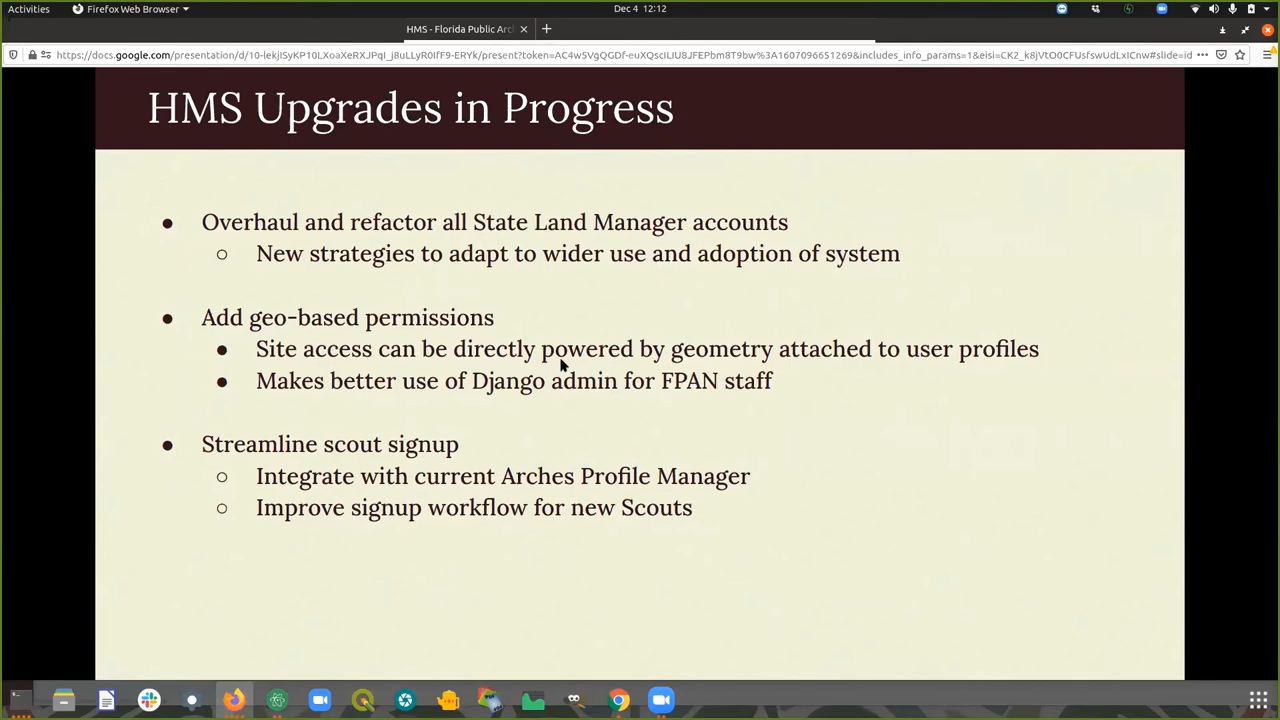 Activities
Firefox Web Browser
Dec 4 12:12
HMS - Florida Public Arc
https://docs.google.com/presentation/d/10-lekjISyKP10LXoaXeRXJPqI_j8uLLyR0IfF9-ERYk/present?token=AC4w5VgQGDf-euXQscILIU8JFEPbm8T9bw%3A1607096651269&includes_info_params=1&eisi=CK2_k8jVtO0CFUsfswUdLxICnw#slide=id
HMS Upgrades in Progress
● Overhaul and refactor all State Land Manager accounts
○ New strategies to adapt to wider use and adoption of system
● Add geo-based permissions
● Site access can be directly powered by geometry attached to user profiles
● Makes better use of Django admin for FPAN staff
● Streamline scout signup
○ Integrate with current Arches Profile Manager
○ Improve signup workflow for new Scouts